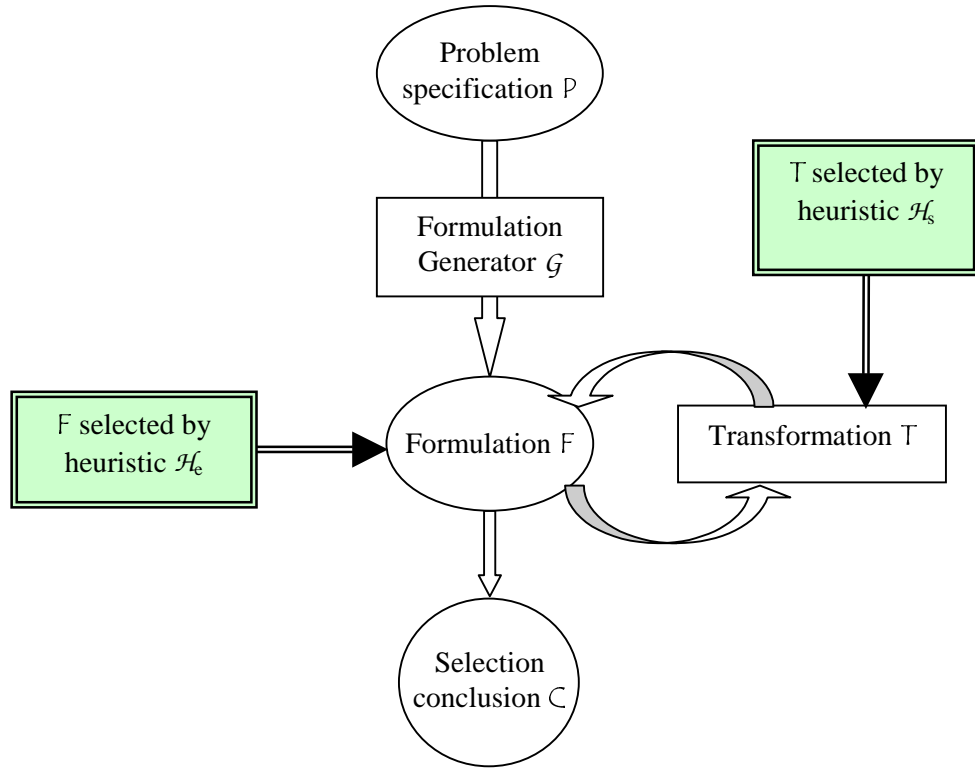 Problem
specification P
T selected by
heuristic ℋs
Formulation
Generator 𝒢
F selected by
heuristic ℋe
Formulation F
Transformation T
Selection
conclusion C